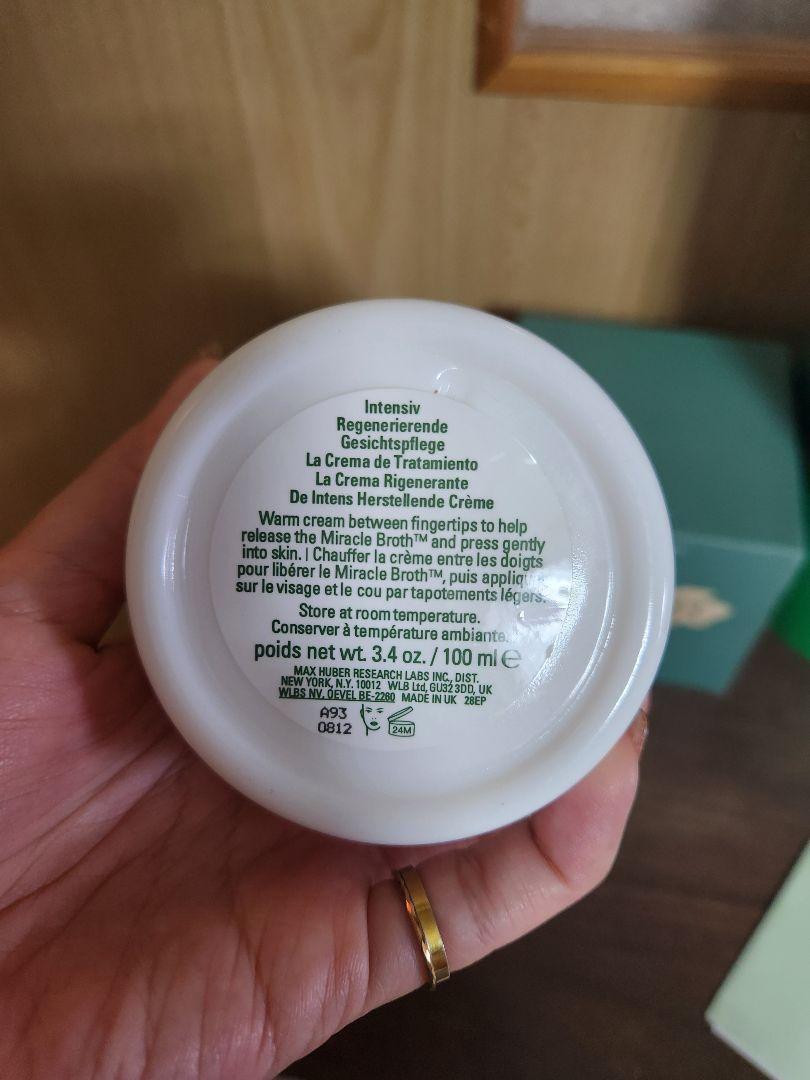 Intensiv
Regenerierende
Gesichtspflege
La Crema de Tratamiento
La Crema Rigenerante
De Intens Herstellende Crème
Warm cream between fingertips to help
release the Miracle Broth™ and press gently
into skin. | Chauffer la crème entre les doigts
pour libérer le Miracle Broth™, puis
sur le visage et le cou par tapotements légers.
Store at room temperature.
Conserver à température ambiante.
poids net wt. 3.4 oz. / 100 ml ℮
MAX HUBER RESEARCH LABS INC., DIST.
NEW YORK, N.Y. 10012 WLB Ltd, GU32 3DD, UK
WLBS NV, OEVEL BE-2260 MADE IN UK 28EP
A93
0812 24M